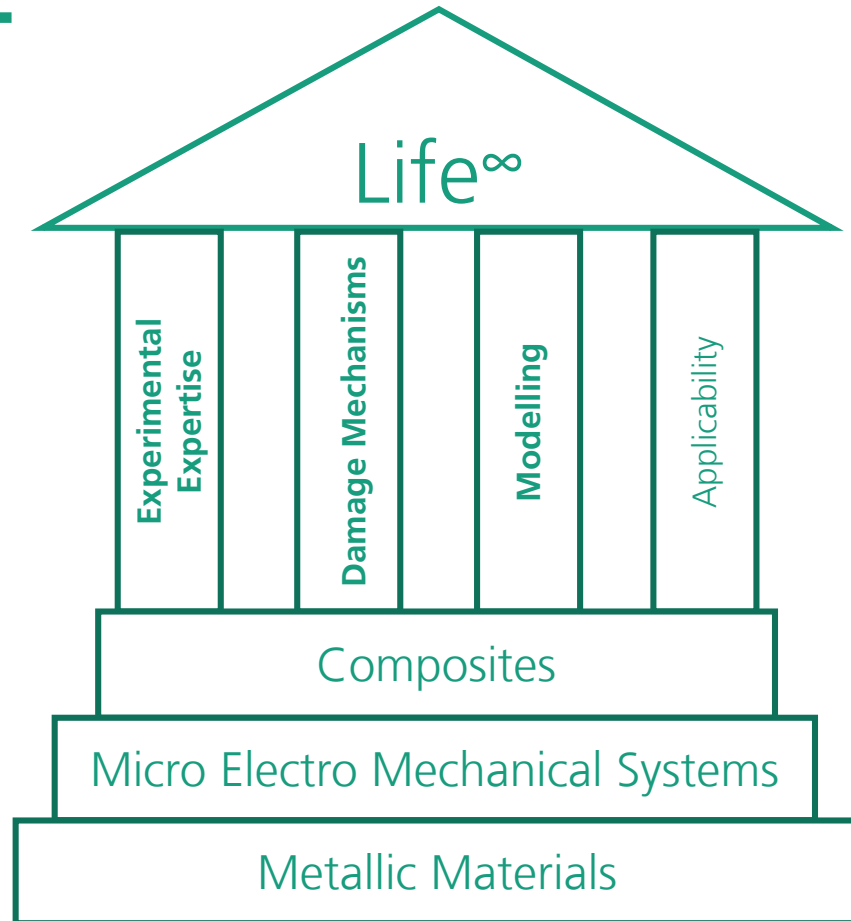 Life∞
Experimental
Expertise
Damage Mechanisms
Modelling
Applicability
Composites
Micro Electro Mechanical Systems
Metallic Materials